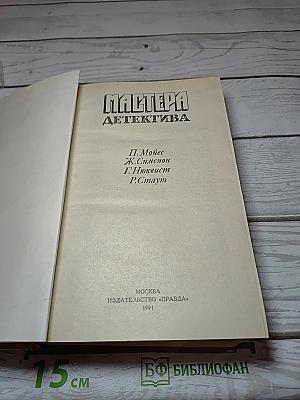 МАСТЕРА
ДЕТЕКТИВА
П. Мойес
Ж. Сименон
Г. Нюквист
Р. Стаут
МОСКВА
ИЗДАТЕЛЬСТВО «ПРАВДА»
1991
15 см
БФ БИБЛИОФАН